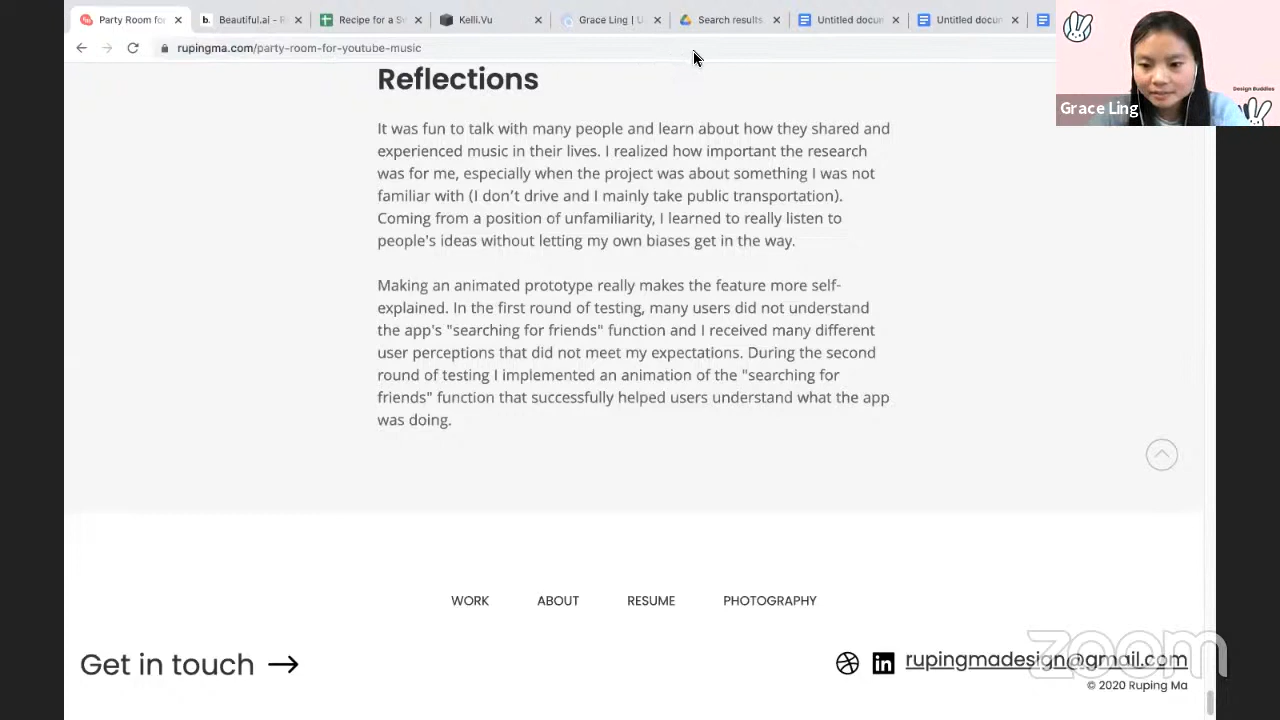 Party Room for
Beautiful.ai - R
Recipe for a S
Kelli.Vu
Grace Ling | U
Search results
Untitled docum
Untitled docum
rupingma.com/party-room-for-youtube-music
Design Buddies
Grace Ling
Reflections
It was fun to talk with many people and learn about how they shared and
experienced music in their lives. I realized how important the research
was for me, especially when the project was about something I was not
familiar with (I don’t drive and I mainly take public transportation).
Coming from a position of unfamiliarity, I learned to really listen to
people's ideas without letting my own biases get in the way.
Making an animated prototype really makes the feature more self-
explained. In the first round of testing, many users did not understand
the app's "searching for friends" function and I received many different
user perceptions that did not meet my expectations. During the second
round of testing I implemented an animation of the "searching for
friends" function that successfully helped users understand what the app
was doing.
WORK ABOUT RESUME PHOTOGRAPHY
Get in touch
rupingmadesign@gmail.com
© 2020 Ruping Ma
zoom